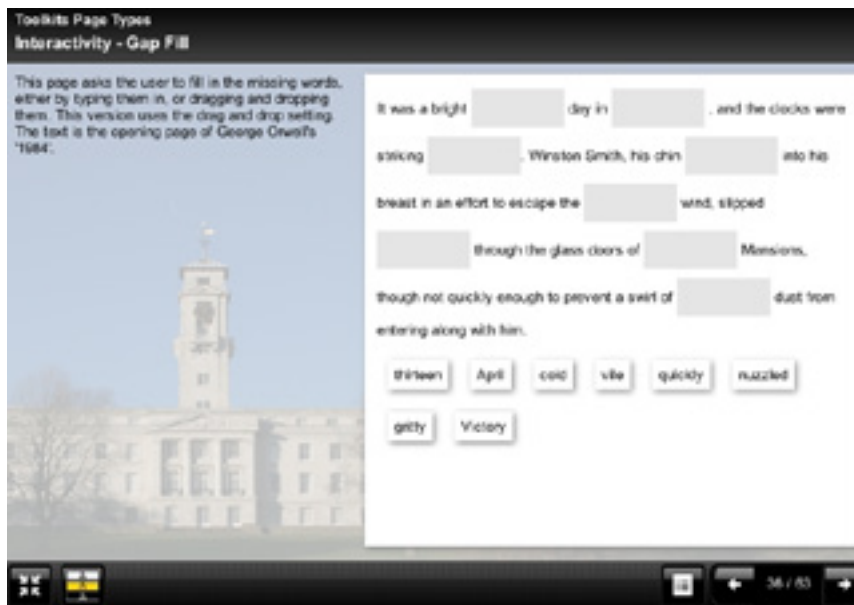 Toolkits Page Types
Interactivity - Gap Fill
This page asks the user to fill in the missing words,
either by typing them in, or dragging and dropping
them. This version uses the drag and drop setting.
The text is the opening page of George Orwell's
'1984'.
It was a bright day in , and the clocks were
striking . Winston Smith, his chin into his
breast in an effort to escape the wind, slipped
through the glass doors of Mansions,
though not quickly enough to prevent a swirl of dust from
entering along with him.
thirteen April cold vile quickly nuzzled
gritty Victory
36 / 63